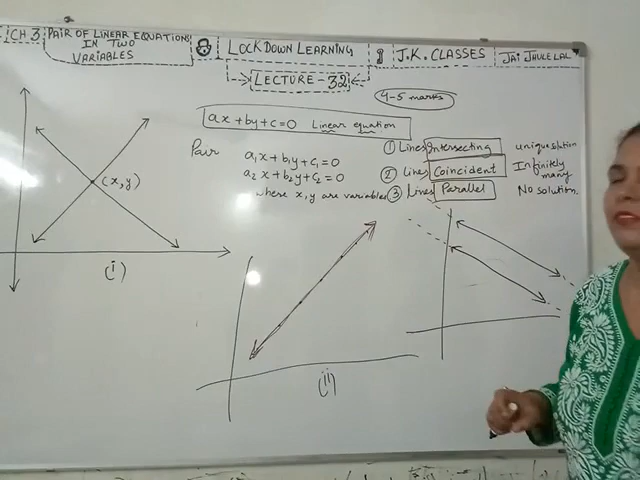 CH 3
PAIR OF LINEAR EQUATIONS
IN TWO
VARIABLES
LOCKDOWN LEARNING
J.K. CLASSES
JAI JHULELAL
LECTURE - 32
4-5 marks
ax+by+c=0 Linear equation
Pair
a₁x+b₁y+c₁=0
a₂x+b₂y+c₂=0
where x, y are variables
① Lines Intersecting unique solution
② Lines Coincident Infinitely many
③ Lines Parallel No solution
(x,y)
(i)
(ii)